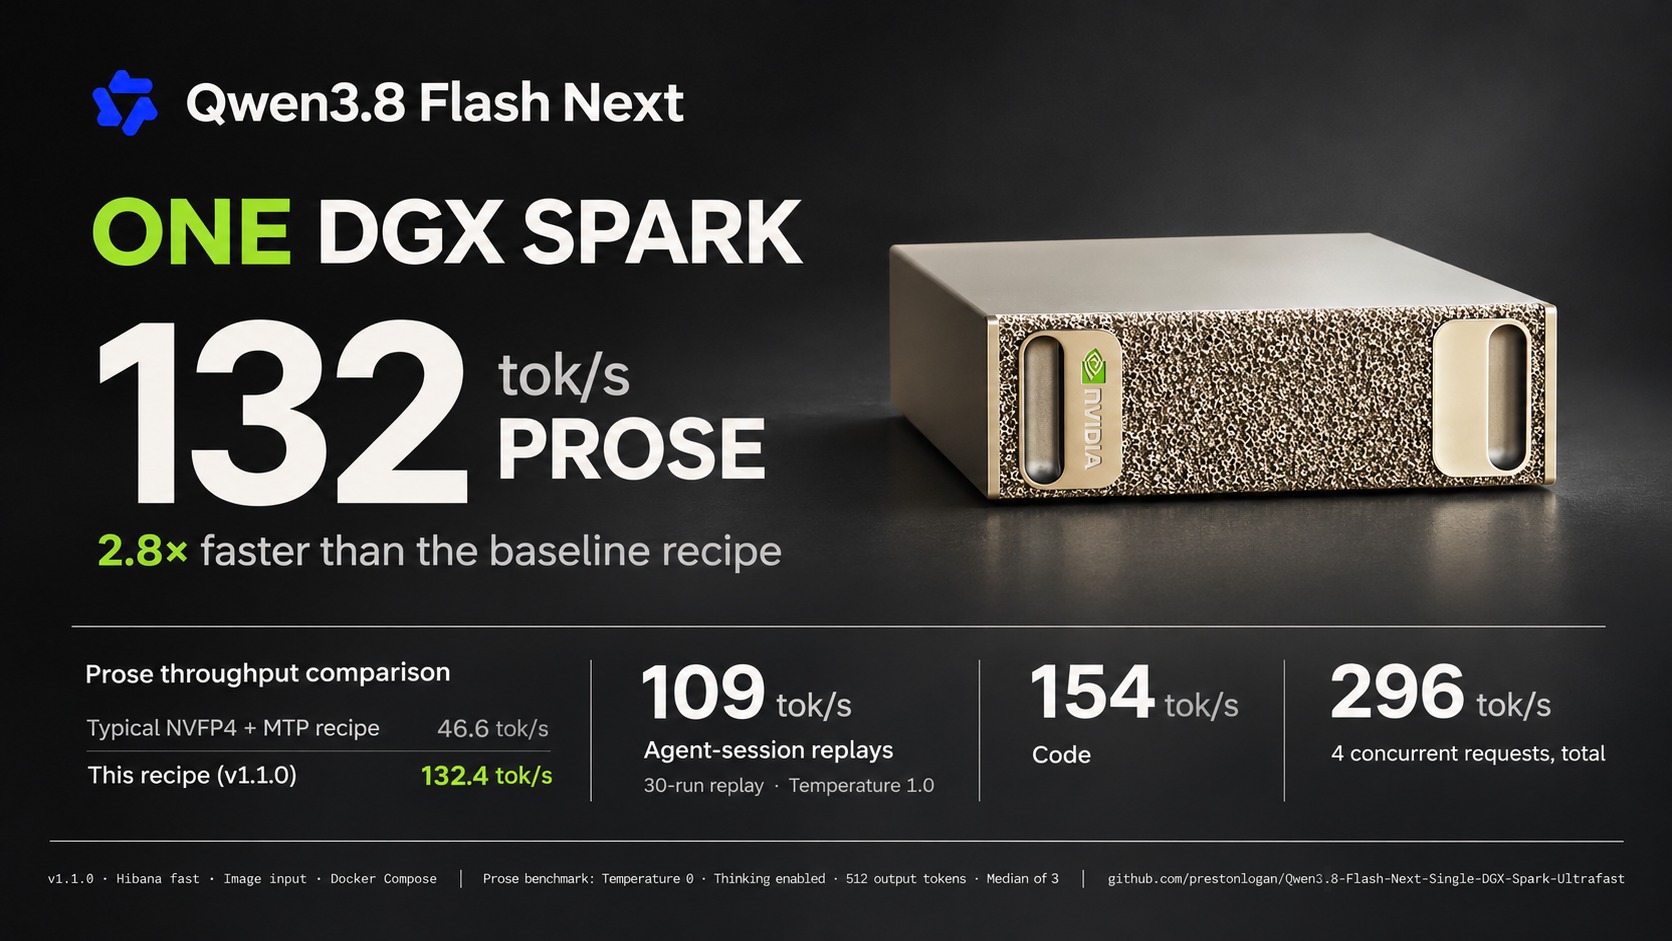 Qwen3.8 Flash Next
ONE DGX SPARK
132 tok/s PROSE
2.8× faster than the baseline recipe
nVIDIA
Prose throughput comparison
Typical NVFP4 + MTP recipe 46.6 tok/s
This recipe (v1.1.0) 132.4 tok/s
109 tok/s
Agent-session replays
30-run replay · Temperature 1.0
154 tok/s
Code
296 tok/s
4 concurrent requests, total
v1.1.0 · Hibana fast · Image input · Docker Compose
Prose benchmark: Temperature 0 · Thinking enabled · 512 output tokens · Median of 3
github.com/prestonlogan/Qwen3.8-Flash-Next-Single-DGX-Spark-Ultrafast